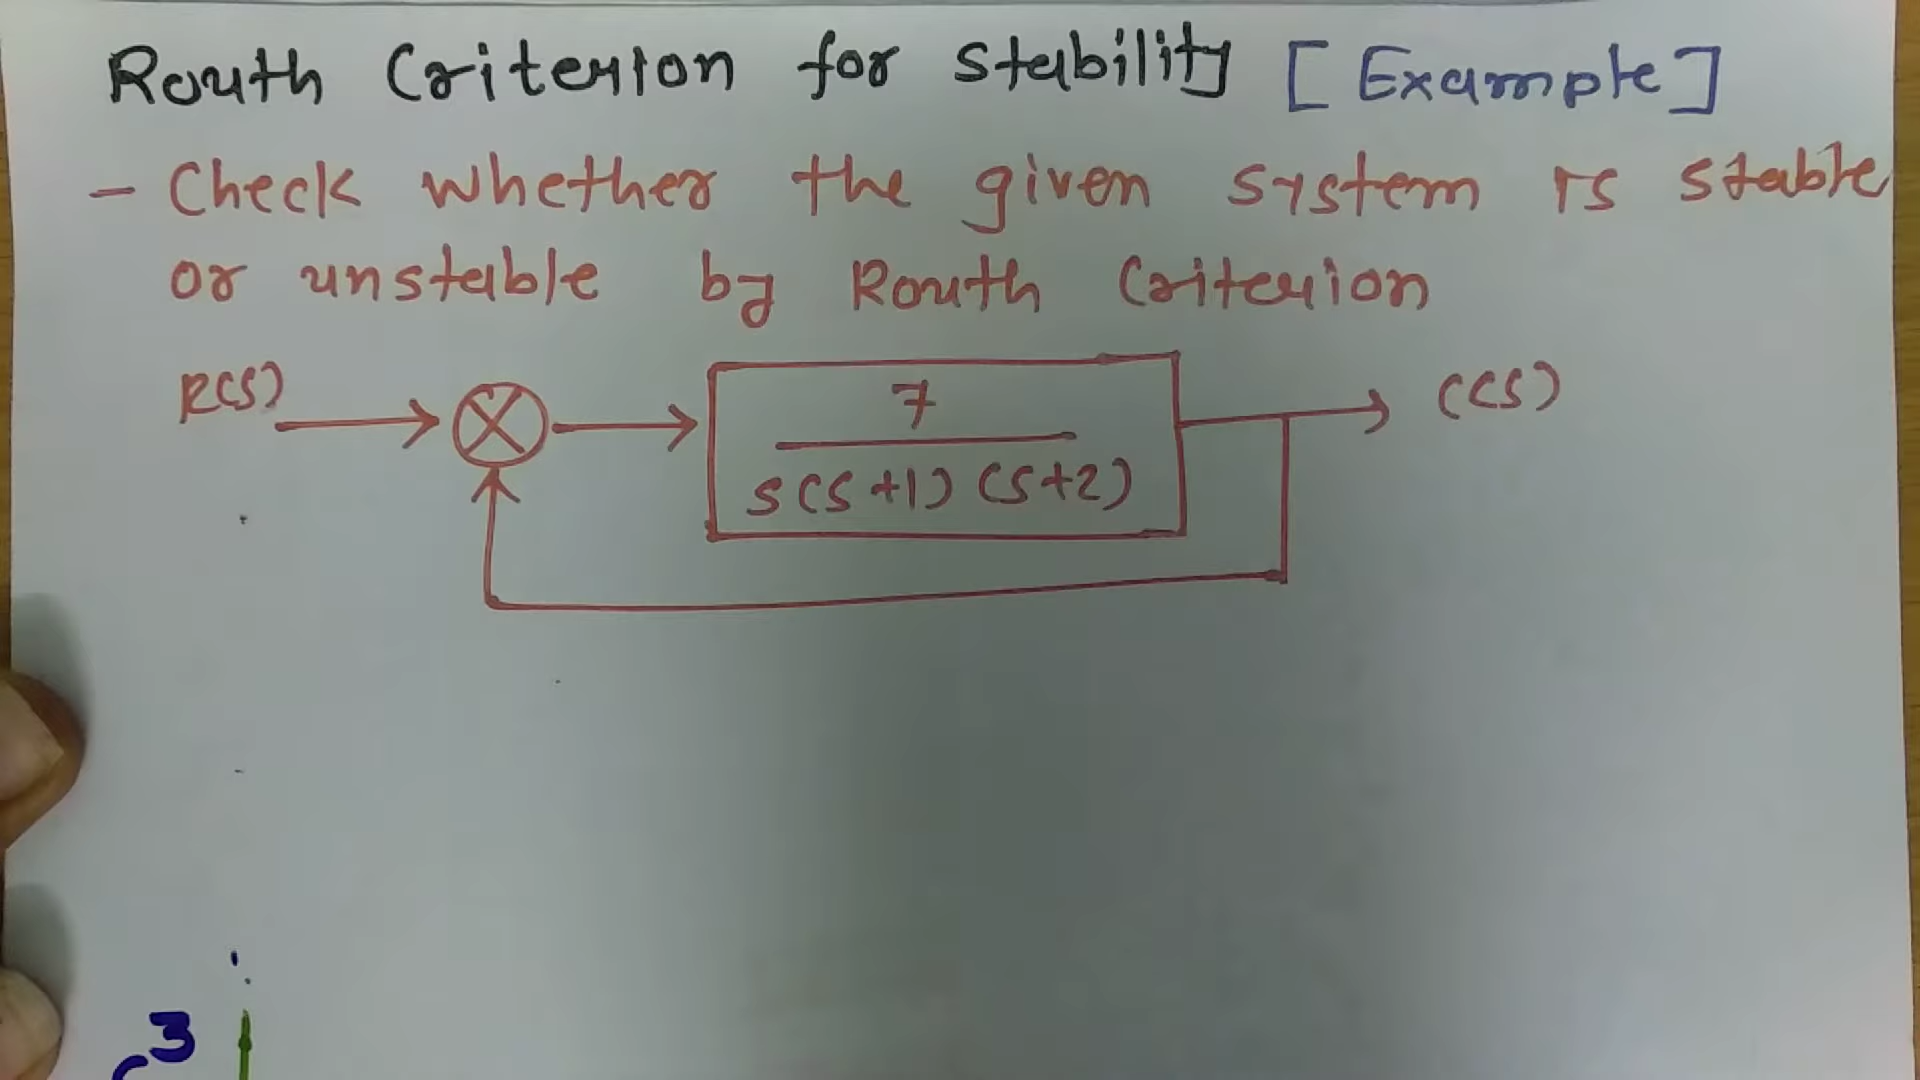 Routh Criterion for Stability [Example]
- Check whether the given system is stable
or unstable by Routh Criterion
R(S)
7
S(S+1)(S+2)
C(S)
3